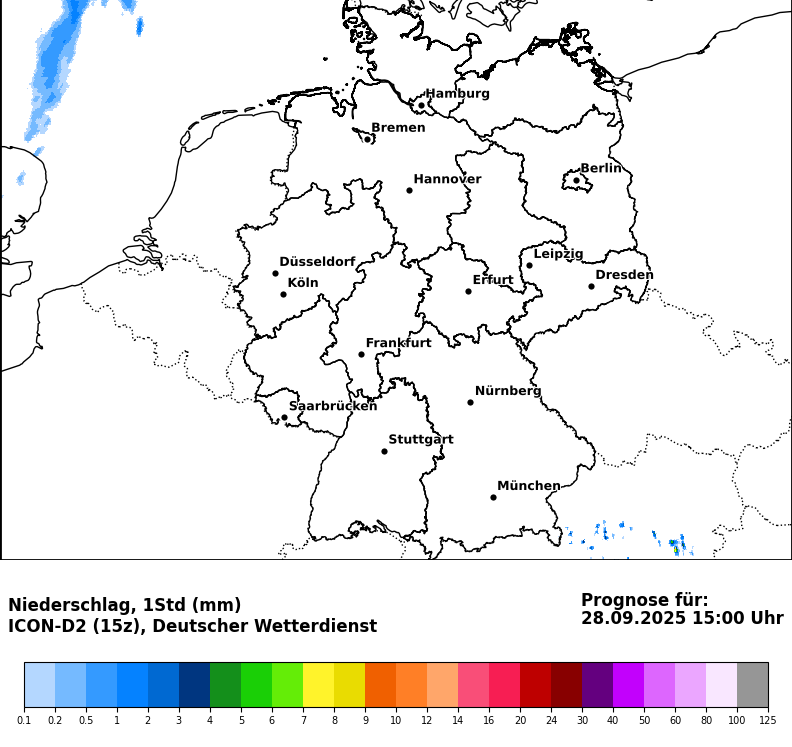 Hamburg
Bremen
Berlin
Hannover
Leipzig
Düsseldorf
Dresden
Köln
Erfurt
Frankfurt
Nürnberg
Saarbrücken
Stuttgart
München
Niederschlag, 1Std (mm)
ICON-D2 (15z), Deutscher Wetterdienst
Prognose für:
28.09.2025 15:00 Uhr
0.1 0.2 0.5 1 2 3 4 5 6 7 8 9 10 12 14 16 20 24 30 40 50 60 80 100 125